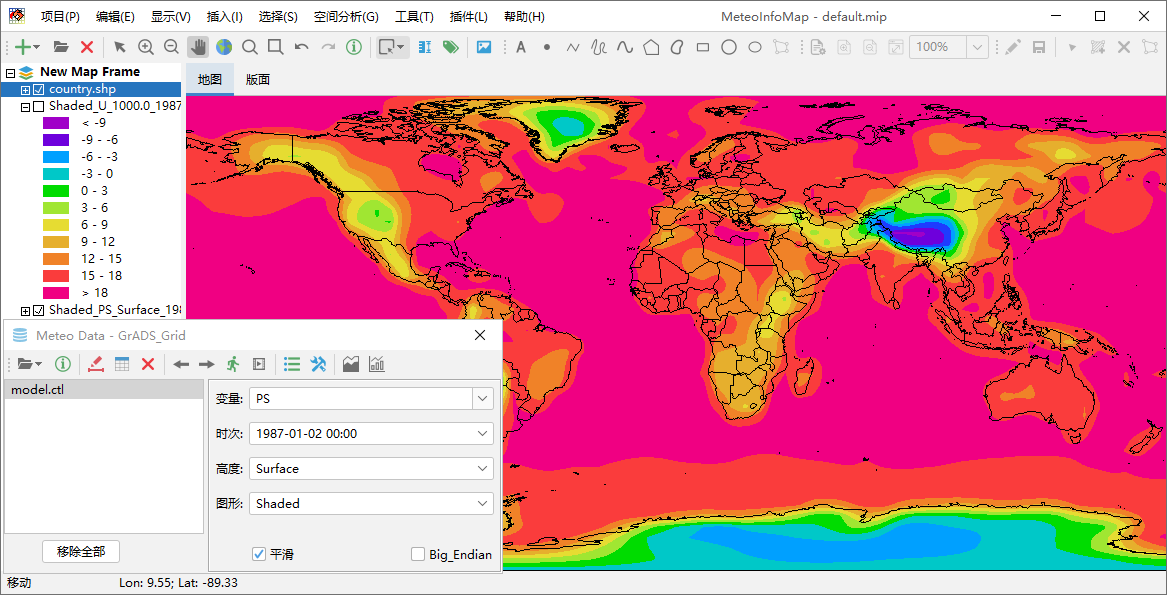 MeteoInfoMap - default.mip
项目(P) 编辑(E) 显示(V) 插入(I) 选择(S) 空间分析(G) 工具(T) 插件(L) 帮助(H)
100%
New Map Frame
country.shp
Shaded_U_1000.0_1987
< -9
-9 - -6
-6 - -3
-3 - 0
0 - 3
3 - 6
6 - 9
9 - 12
12 - 15
15 - 18
> 18
Shaded_PS_Surface_198
地图 版面
Meteo Data - GrADS_Grid
model.ctl
移除全部
变量: PS
时次: 1987-01-02 00:00
高度: Surface
图形: Shaded
平滑 Big_Endian
移动 Lon: 9.55; Lat: -89.33